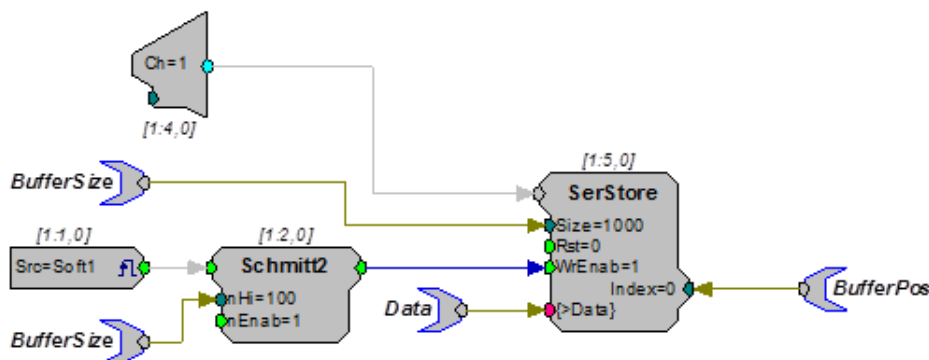 Ch=1
[1:4,0]
BufferSize
[1:5,0]
SerStore
Size=1000
Rst=0
WrEnab=1
Index=0
{>Data}
BufferPos
[1:1,0]
Src=Soft1
[1:2,0]
Schmitt2
nHi=100
nEnab=1
Data
BufferSize